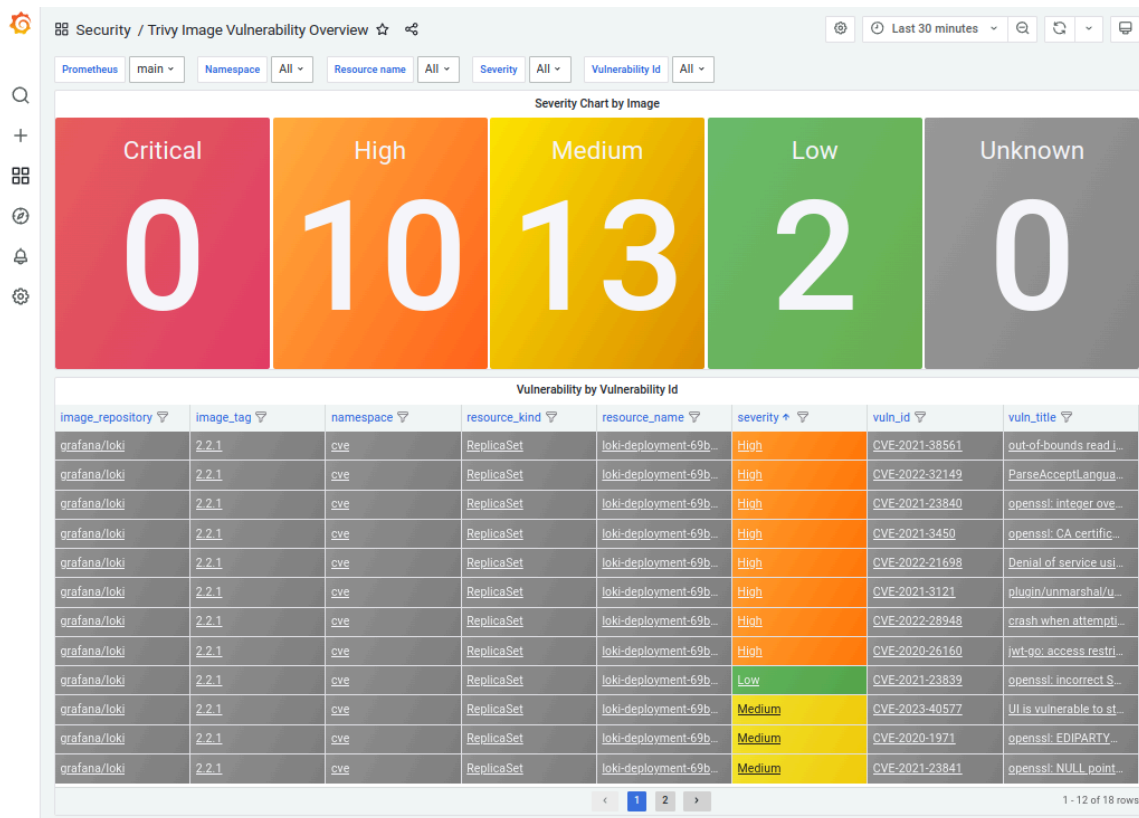 Security / Trivy Image Vulnerability Overview Last 30 minutes
Prometheus main Namespace All Resource name All Severity All Vulnerability Id All
Severity Chart by Image
Critical High Medium Low Unknown
0 10 13 2 0
Vulnerability by Vulnerability Id
image_repository image_tag namespace resource_kind resource_name severity vuln_id vuln_title
grafana/loki 2.2.1 cve ReplicaSet loki-deployment-69b… High CVE-2021-38561 out-of-bounds read i…
grafana/loki 2.2.1 cve ReplicaSet loki-deployment-69b… High CVE-2022-32149 ParseAcceptLangua…
grafana/loki 2.2.1 cve ReplicaSet loki-deployment-69b… High CVE-2021-23840 openssl: integer ove…
grafana/loki 2.2.1 cve ReplicaSet loki-deployment-69b… High CVE-2021-3450 openssl: CA certific…
grafana/loki 2.2.1 cve ReplicaSet loki-deployment-69b… High CVE-2022-21698 Denial of service usi…
grafana/loki 2.2.1 cve ReplicaSet loki-deployment-69b… High CVE-2021-3121 plugin/unmarshal/u…
grafana/loki 2.2.1 cve ReplicaSet loki-deployment-69b… High CVE-2022-28948 crash when attempti…
grafana/loki 2.2.1 cve ReplicaSet loki-deployment-69b… High CVE-2020-26160 jwt-go: access restri…
grafana/loki 2.2.1 cve ReplicaSet loki-deployment-69b… Low CVE-2021-23839 openssl: incorrect S…
grafana/loki 2.2.1 cve ReplicaSet loki-deployment-69b… Medium CVE-2023-40577 UI is vulnerable to st…
grafana/loki 2.2.1 cve ReplicaSet loki-deployment-69b… Medium CVE-2020-1971 openssl: EDIPARTY…
grafana/loki 2.2.1 cve ReplicaSet loki-deployment-69b… Medium CVE-2021-23841 openssl: NULL point…
‹ 1 2 › 1 - 12 of 18 rows